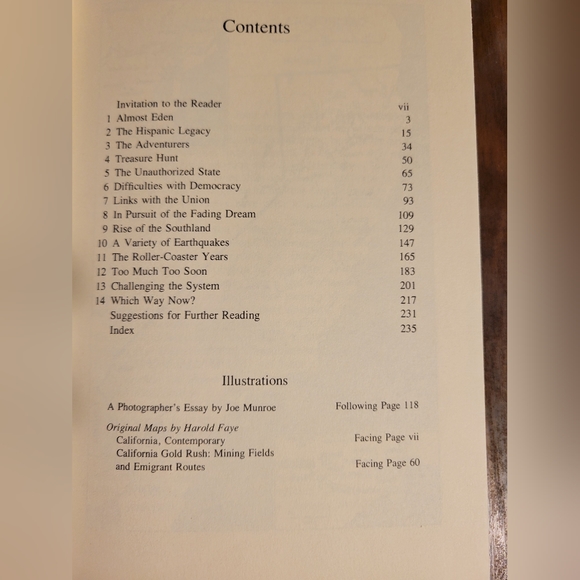 Contents
Invitation to the Reader vii
1 Almost Eden 3
2 The Hispanic Legacy 15
3 The Adventurers 34
4 Treasure Hunt 50
5 The Unauthorized State 65
6 Difficulties with Democracy 73
7 Links with the Union 93
8 In Pursuit of the Fading Dream 109
9 Rise of the Southland 129
10 A Variety of Earthquakes 147
11 The Roller-Coaster Years 165
12 Too Much Too Soon 183
13 Challenging the System 201
14 Which Way Now? 217
Suggestions for Further Reading 231
Index 235
Illustrations
A Photographer's Essay by Joe Munroe Following Page 118
Original Maps by Harold Faye
California, Contemporary Facing Page vii
California Gold Rush: Mining Fields
and Emigrant Routes Facing Page 60